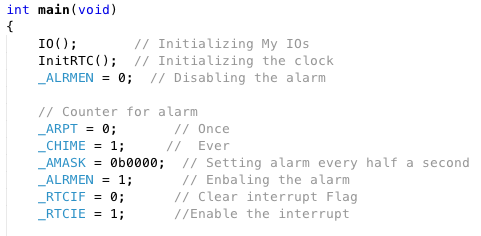 int main(void)
{
IO(); // Initializing My IOs
InitRTC(); // Initializing the clock
_ALRMEN = 0; // Disabling the alarm
// Counter for alarm
_ARPT = 0; // Once
_CHIME = 1; // Ever
_AMASK = 0b0000; // Setting alarm every half a second
_ALRMEN = 1; // Enbaling the alarm
_RTCIF = 0; // Clear interrupt Flag
_RTCIE = 1; //Enable the interrupt